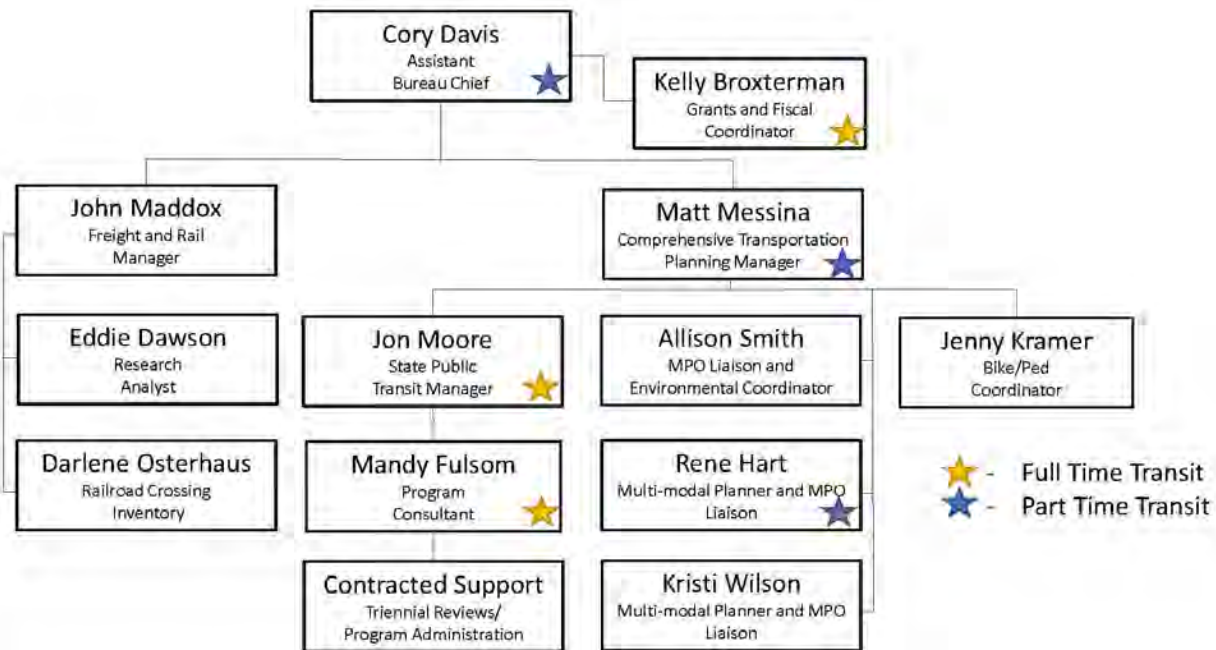 Cory Davis
Assistant
Bureau Chief
Kelly Broxterman
Grants and Fiscal
Coordinator
John Maddox
Freight and Rail
Manager
Matt Messina
Comprehensive Transportation
Planning Manager
Eddie Dawson
Research
Analyst
Jon Moore
State Public
Transit Manager
Allison Smith
MPO Liaison and
Environmental Coordinator
Jenny Kramer
Bike/Ped
Coordinator
Darlene Osterhaus
Railroad Crossing
Inventory
Mandy Fulsom
Program
Consultant
Rene Hart
Multi-modal Planner and MPO
Liaison
- Full Time Transit
- Part Time Transit
Contracted Support
Triennial Reviews/
Program Administration
Kristi Wilson
Multi-modal Planner and MPO
Liaison